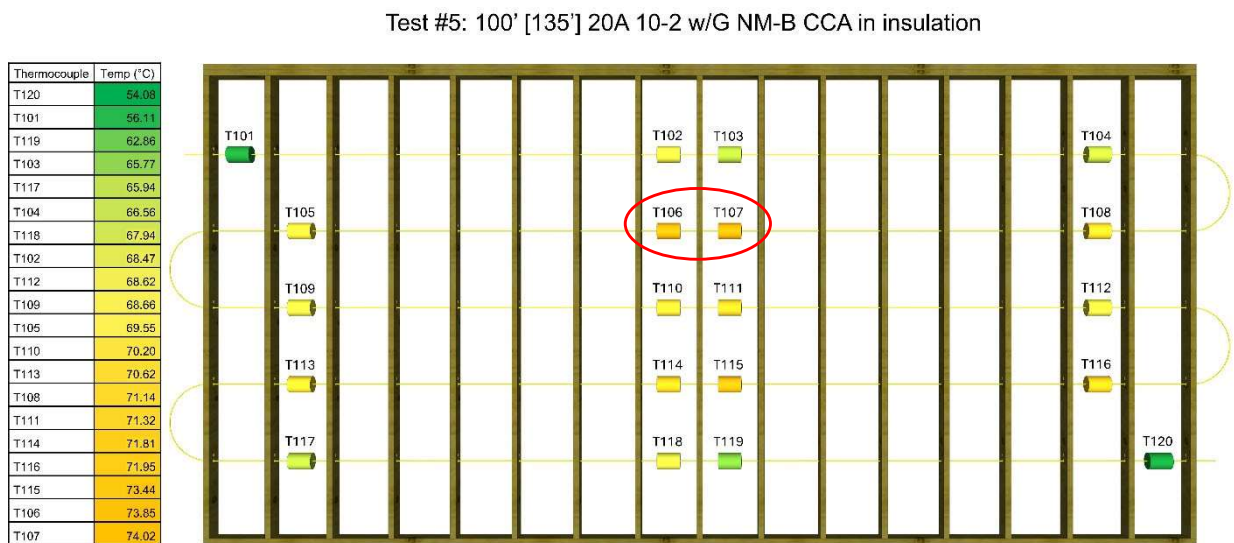 Test #5: 100' [135'] 20A 10-2 w/G NM-B CCA in insulation
Thermocouple Temp (°C)
T120 54.08
T101 56.11
T119 62.86
T103 65.77
T117 65.94
T104 66.56
T118 67.94
T102 68.47
T112 68.62
T109 68.66
T105 69.55
T110 70.20
T113 70.62
T108 71.14
T111 71.32
T114 71.81
T116 71.95
T115 73.44
T106 73.85
T107 74.02
T101 T102 T103 T104
T105 T106 T107 T108
T109 T110 T111 T112
T113 T114 T115 T116
T117 T118 T119 T120